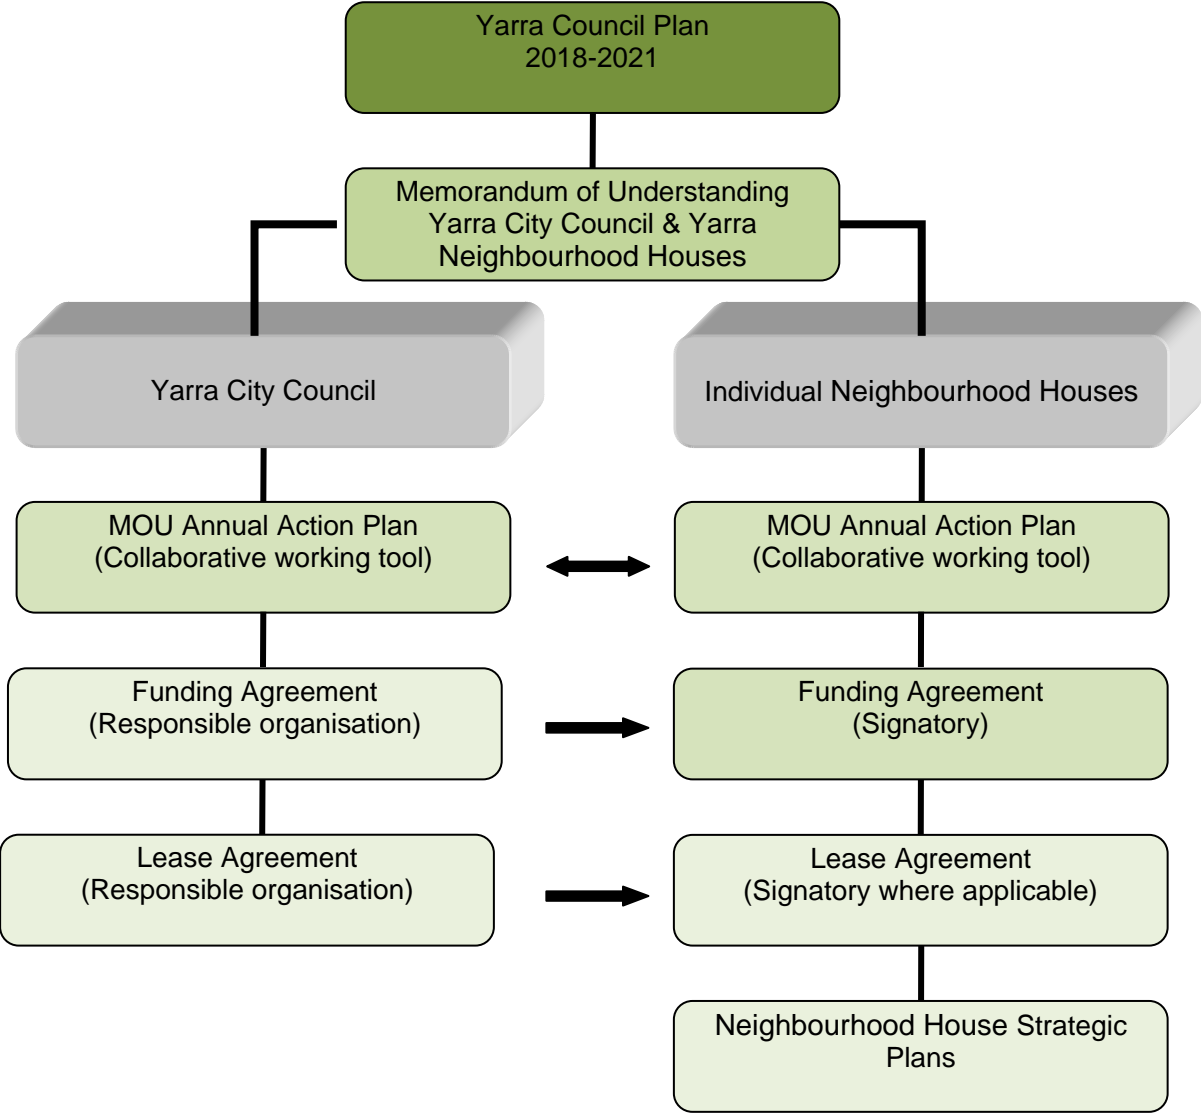 Yarra Council Plan
2018-2021
Memorandum of Understanding
Yarra City Council & Yarra
Neighbourhood Houses
Yarra City Council
Individual Neighbourhood Houses
MOU Annual Action Plan
(Collaborative working tool)
MOU Annual Action Plan
(Collaborative working tool)
Funding Agreement
(Responsible organisation)
Funding Agreement
(Signatory)
Lease Agreement
(Responsible organisation)
Lease Agreement
(Signatory where applicable)
Neighbourhood House Strategic
Plans